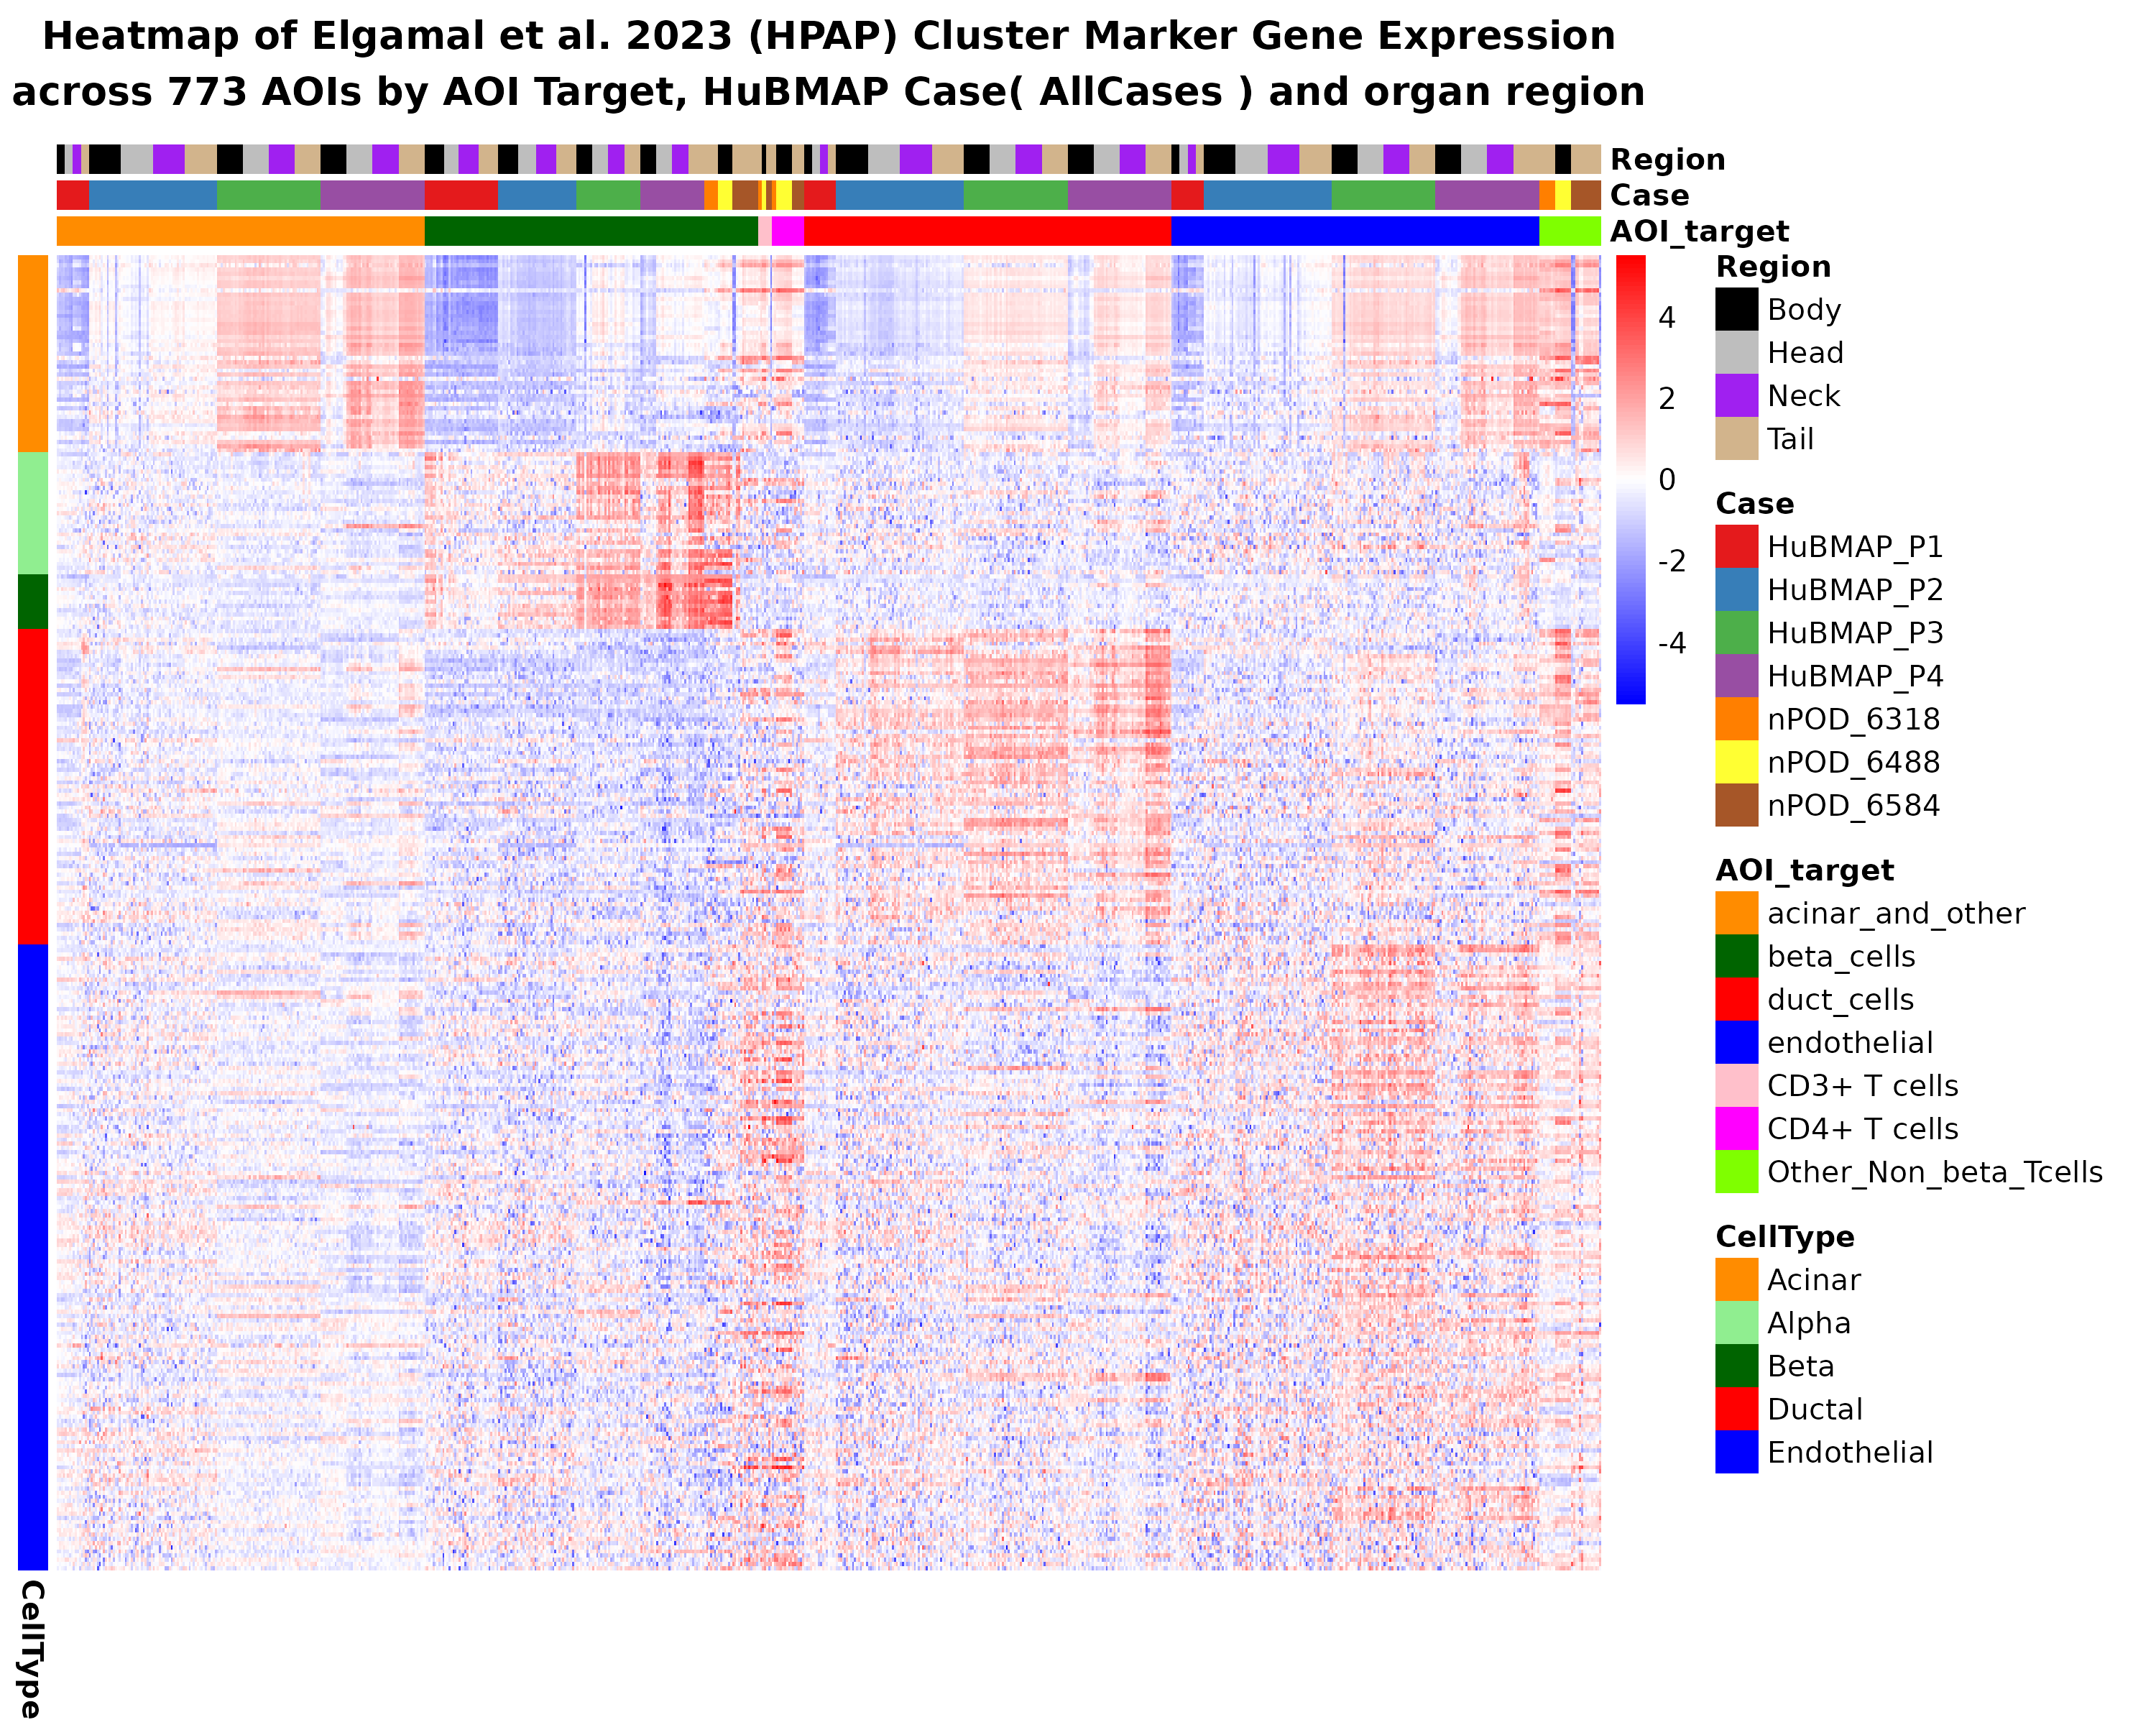 Heatmap of Elgamal et al. 2023 (HPAP) Cluster Marker Gene Expression
across 773 AOIs by AOI Target, HuBMAP Case( AllCases ) and organ region
Region
Case
AOI_target
4
2
0
-2
-4
Region
Body
Head
Neck
Tail
Case
HuBMAP_P1
HuBMAP_P2
HuBMAP_P3
HuBMAP_P4
nPOD_6318
nPOD_6488
nPOD_6584
AOI_target
acinar_and_other
beta_cells
duct_cells
endothelial
CD3+ T cells
CD4+ T cells
Other_Non_beta_Tcells
CellType
Acinar
Alpha
Beta
Ductal
Endothelial
CellType